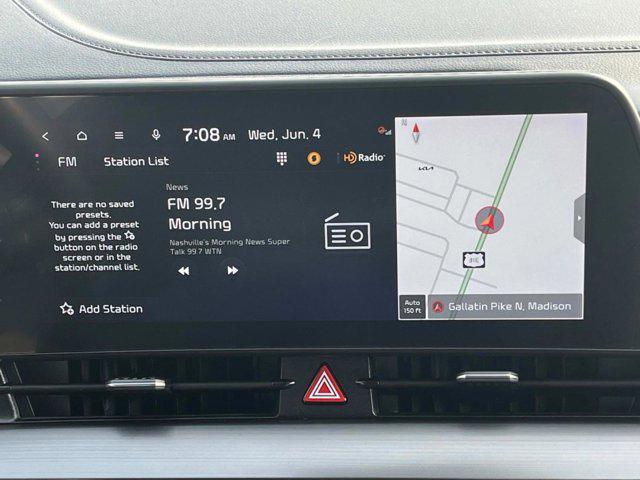 7:08 AM Wed, Jun. 4
FM Station List
HD Radio
There are no saved
presets.
You can add a preset
by pressing the
button on the radio
screen or in the
station/channel list.
Add Station
News
FM 99.7
Morning
Nashville's Morning News Super
Talk 99.7 WTN
N
KIA
31E
Auto
150 ft
Gallatin Pike N, Madison